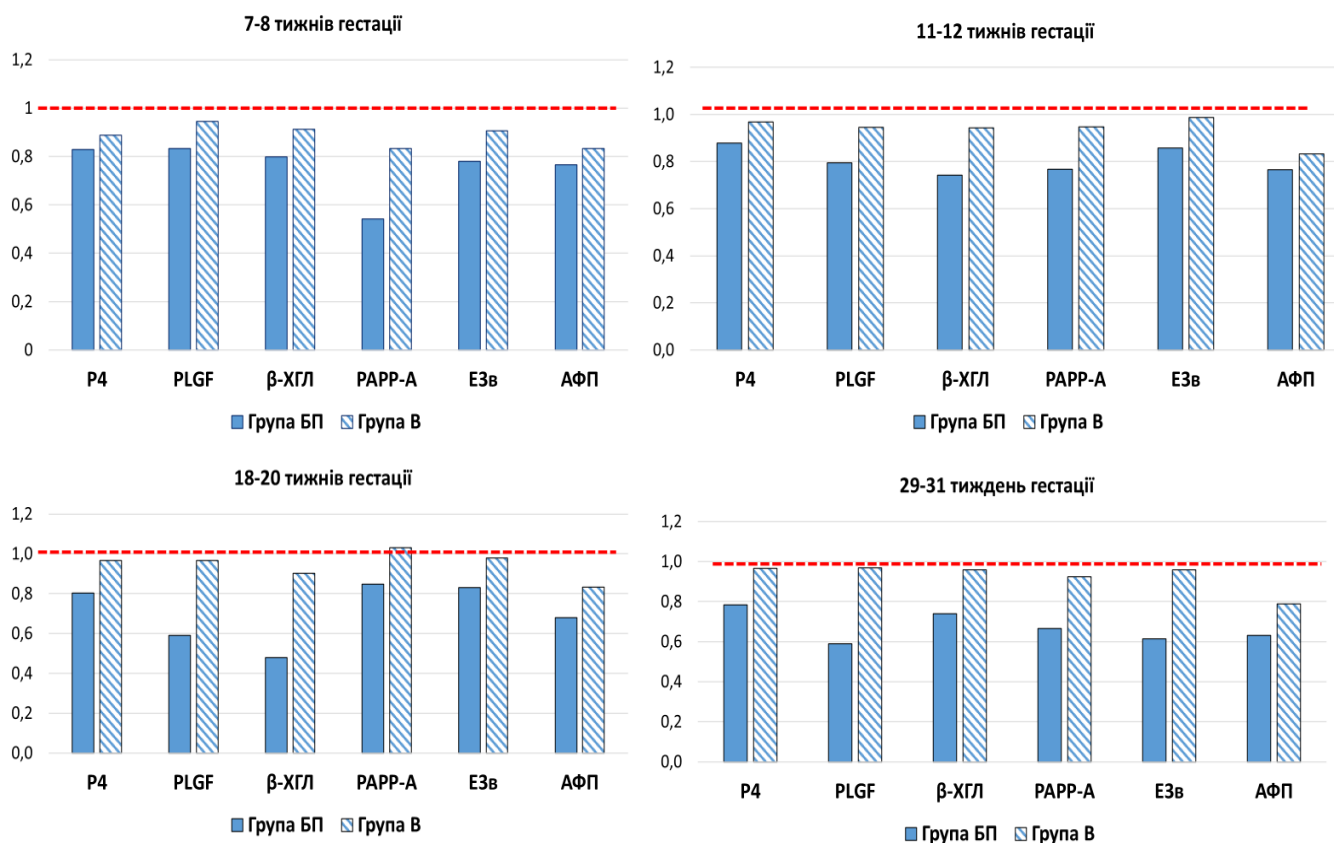 7-8 тижнів гестації
1,2
1
0,8
0,6
0,4
0,2
0
P4 PLGF β-ХГЛ PAPP-A Е3в АФП
Група БП Група В
11-12 тижнів гестації
1,2
1,0
0,8
0,6
0,4
0,2
0,0
P4 PLGF β-ХГЛ PAPP-A Е3в АФП
Група БП Група В
18-20 тижнів гестації
1,2
1,0
0,8
0,6
0,4
0,2
0,0
P4 PLGF β-ХГЛ PAPP-A Е3в АФП
Група БП Група В
29-31 тиждень гестації
1,2
1,0
0,8
0,6
0,4
0,2
0,0
P4 PLGF β-ХГЛ PAPP-A Е3в АФП
Група БП Група В